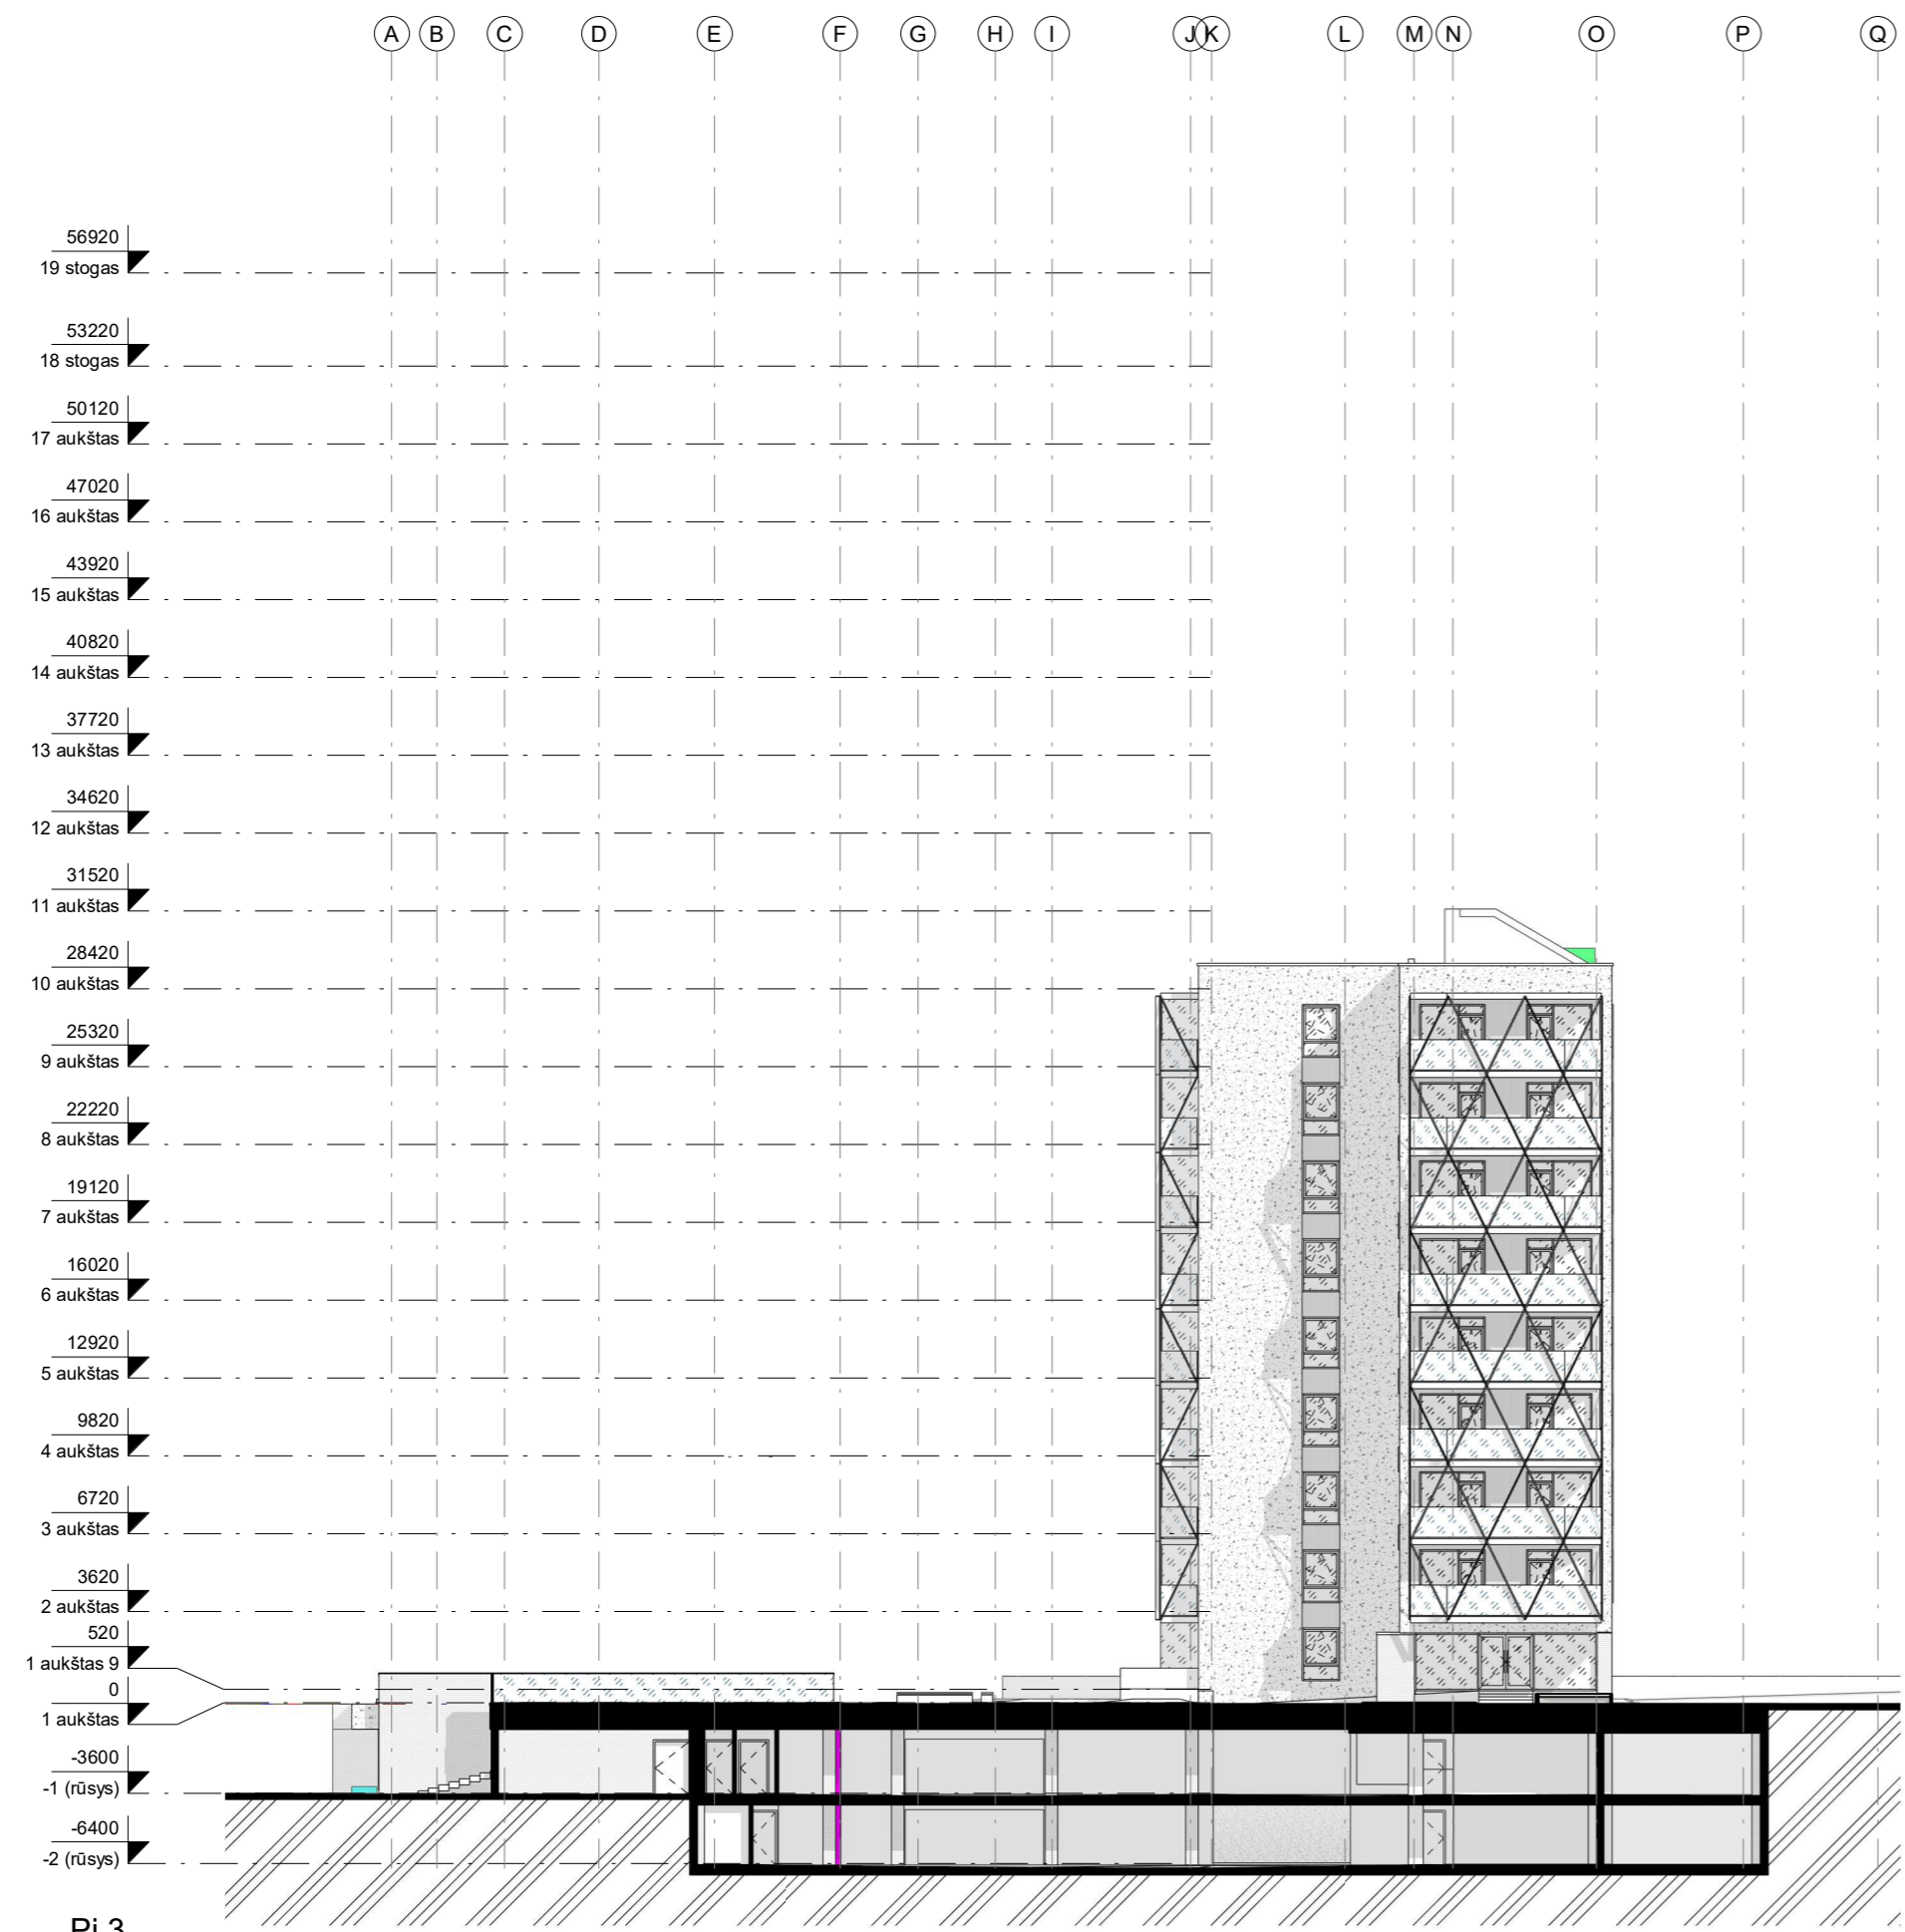 A B C D E F G H I J K L M N O P Q
56920
19 stogas
53220
18 stogas
50120
17 aukštas
47020
16 aukštas
43920
15 aukštas
40820
14 aukštas
37720
13 aukštas
34620
12 aukštas
31520
11 aukštas
28420
10 aukštas
25320
9 aukštas
22220
8 aukštas
19120
7 aukštas
16020
6 aukštas
12920
5 aukštas
9820
4 aukštas
6720
3 aukštas
3620
2 aukštas
520
1 aukštas 9
0
1 aukštas
-3600
-1 (rūsys)
-6400
-2 (rūsys)
Pj 3